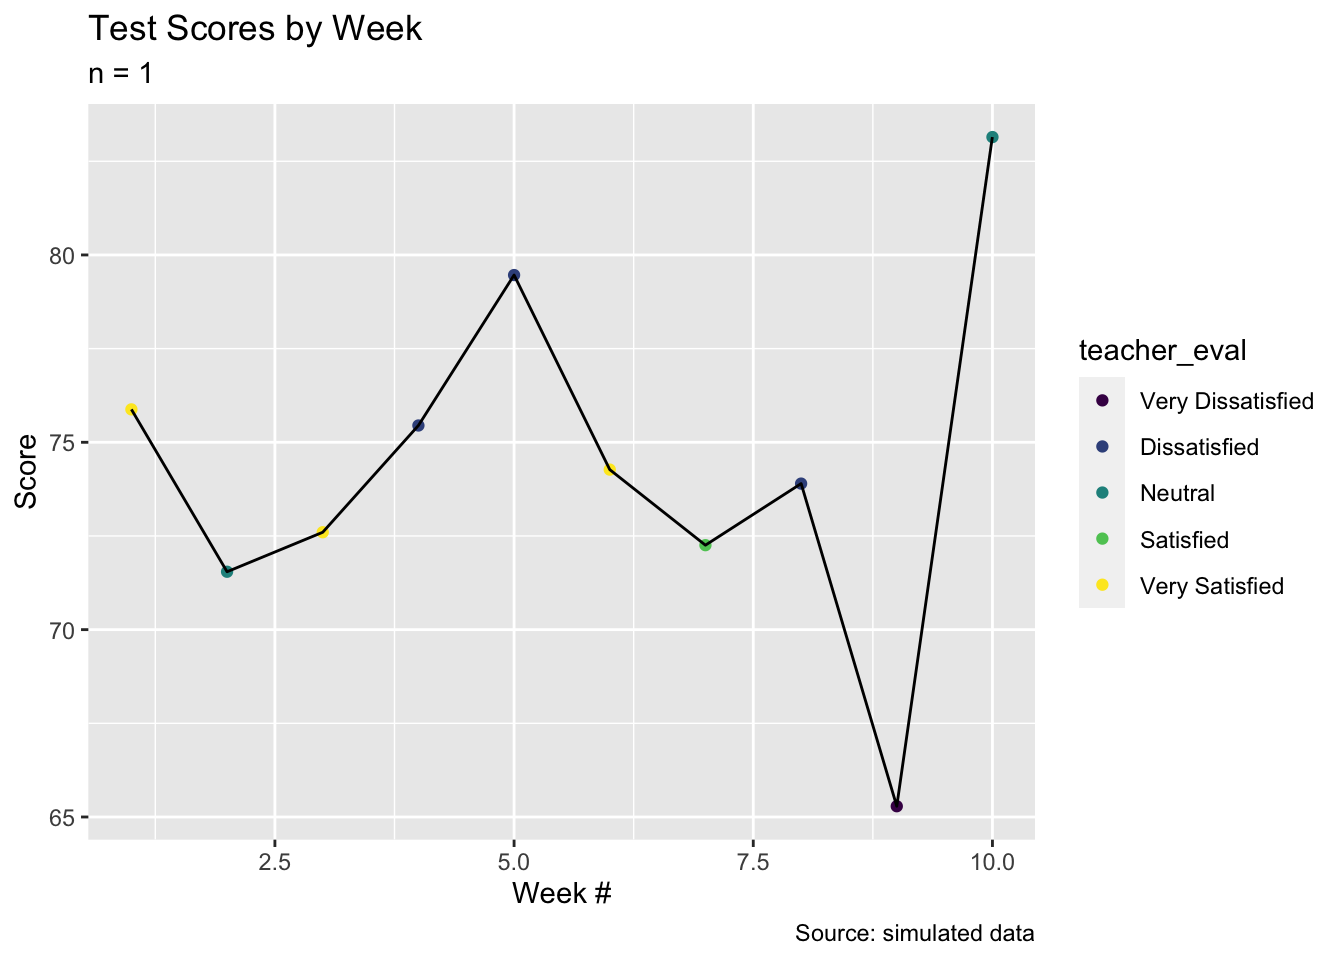 Test Scores by Week
n = 1
80
75
70
65
Score
2.5
5.0
7.5
10.0
Week #
teacher_eval
Very Dissatisfied
Dissatisfied
Neutral
Satisfied
Very Satisfied
Source: simulated data